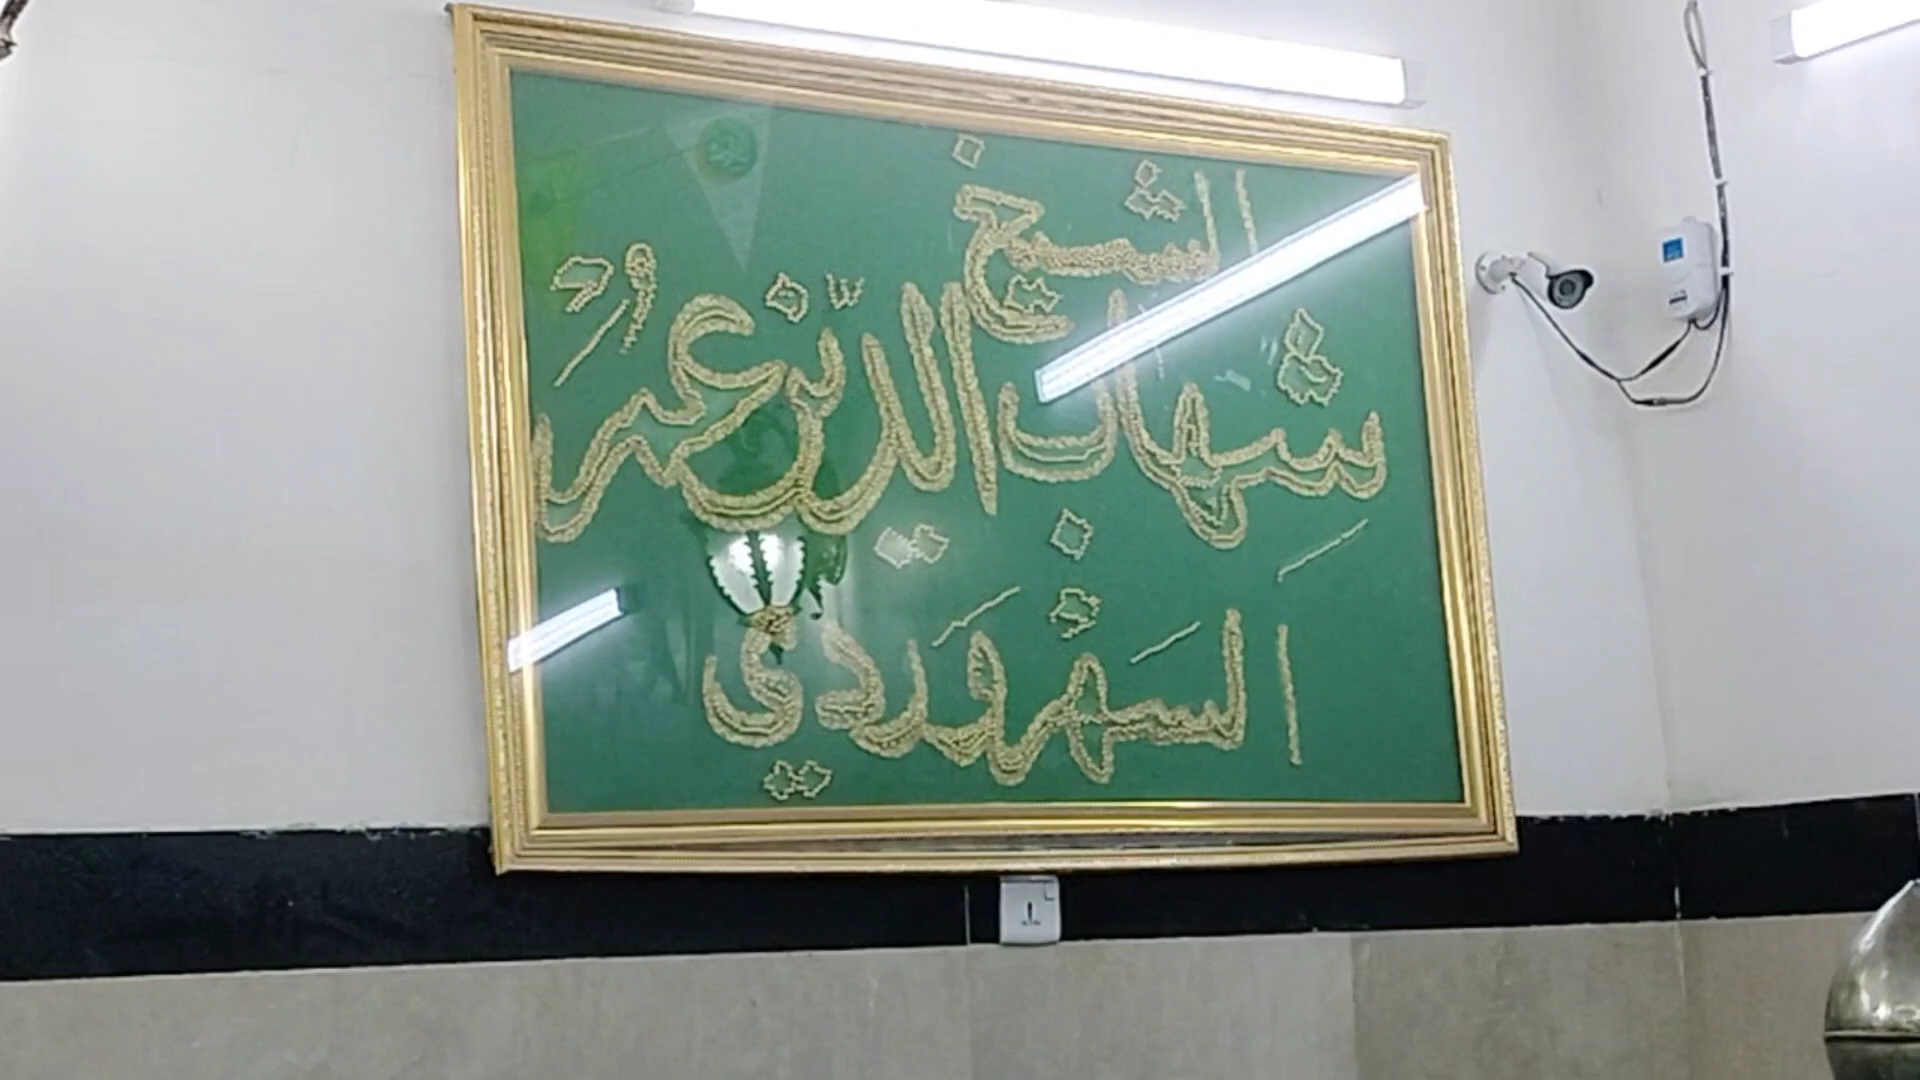 الشيخ
شهاب الدين عمر
السهروردي